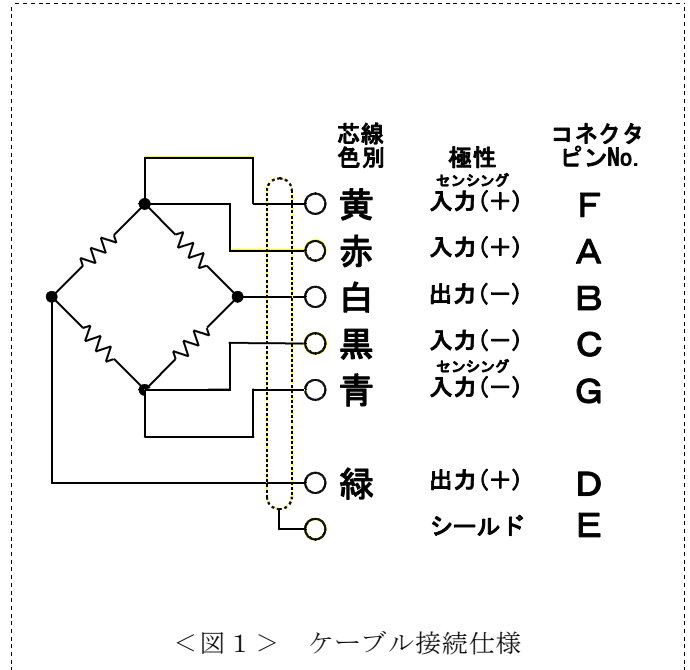 芯線
色別
極性
コネクタ
ピンNo.
黄 センシング 入力(+) F
赤 入力(+) A
白 出力(-) B
黒 入力(-) C
青 センシング 入力(-) G
緑 出力(+) D
シールド E
<図1> ケーブル接続仕様